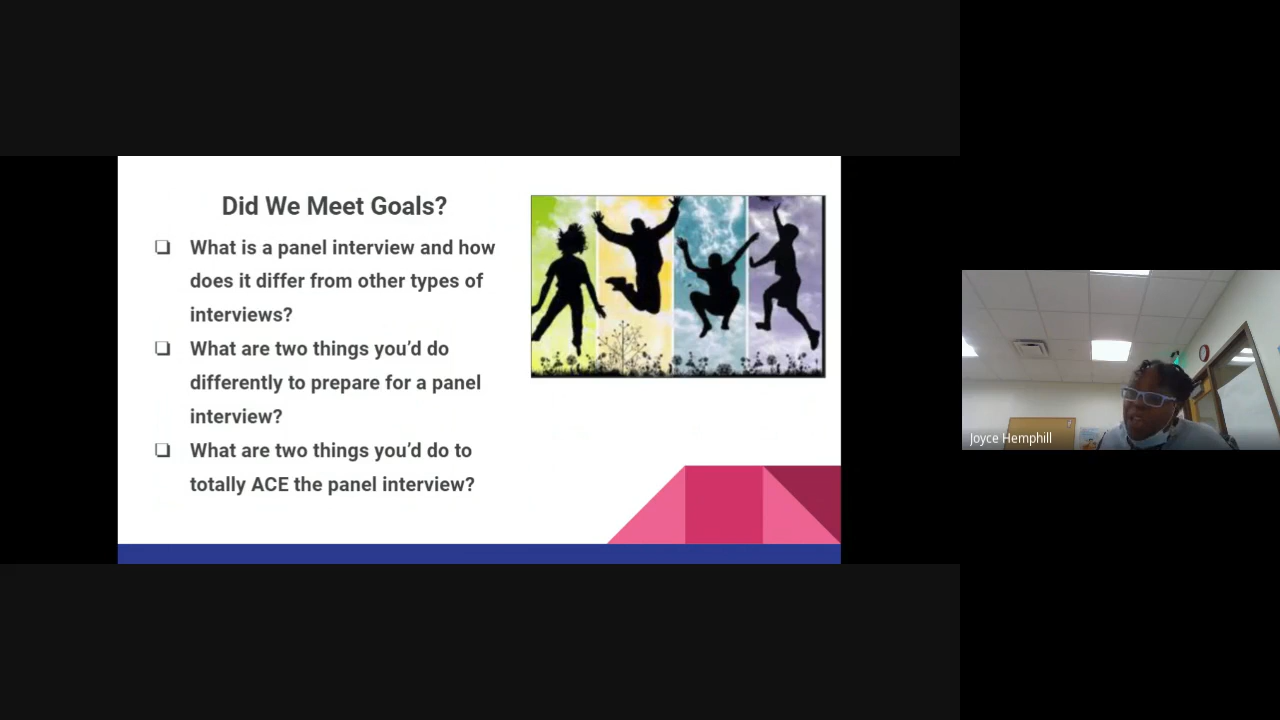 Did We Meet Goals?
❏ What is a panel interview and how
does it differ from other types of
interviews?
❏ What are two things you’d do
differently to prepare for a panel
interview?
❏ What are two things you’d do to
totally ACE the panel interview?
Joyce Hemphill